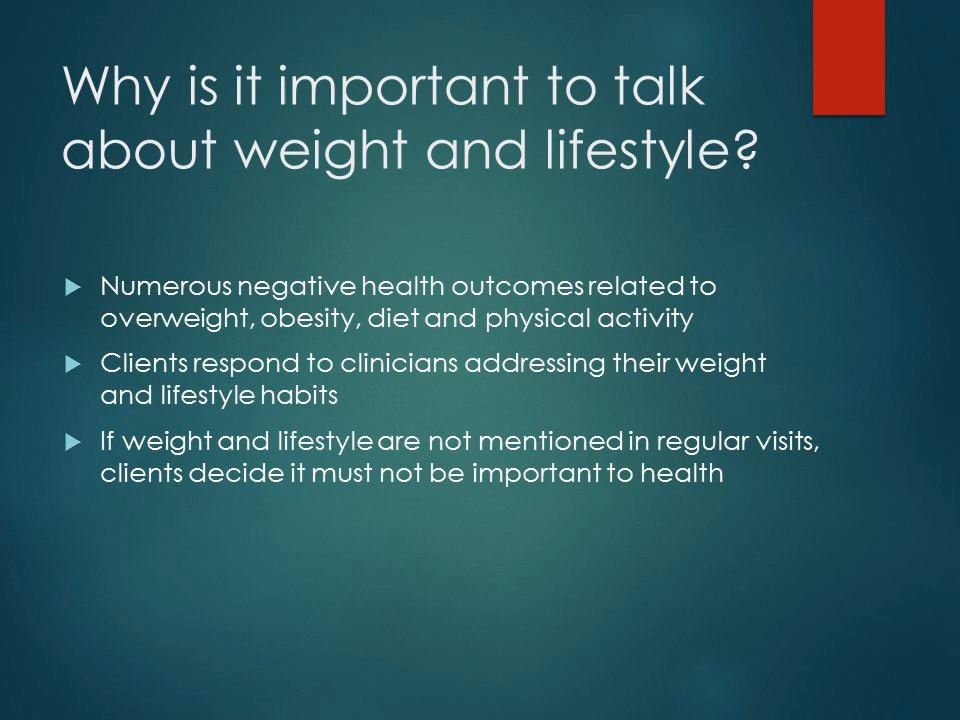 Why is it important to talk
about weight and lifestyle?
Numerous negative health outcomes related to
overweight, obesity, diet and physical activity
Clients respond to clinicians addressing their weight
and lifestyle habits
If weight and lifestyle are not mentioned in regular visits,
clients decide it must not be important to health